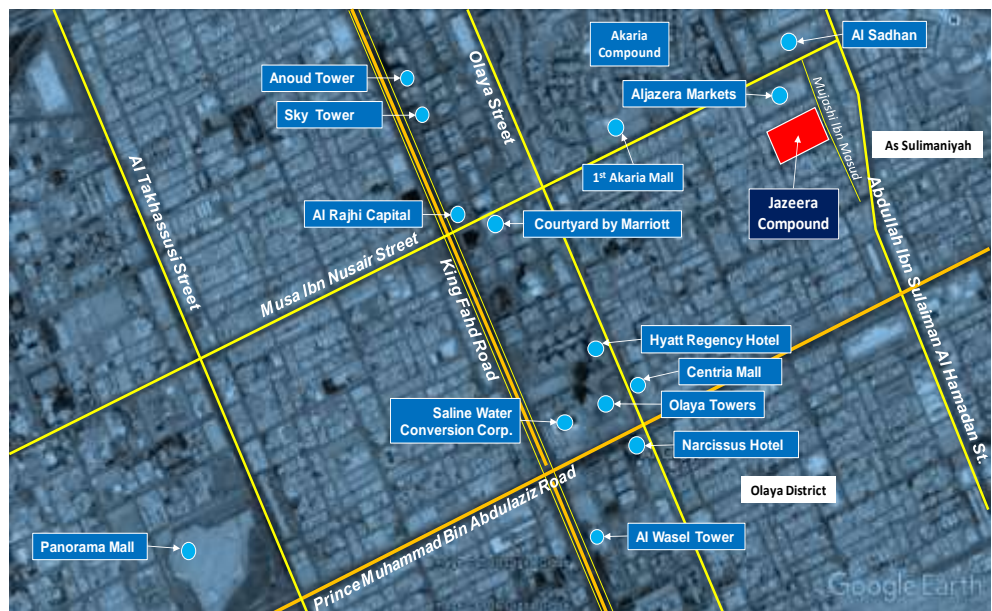 Akaria
Compound
Al Sadhan
Olaya Street
Anoud Tower
Aljazera Markets
Sky Tower
Mujashi Ibn Masud
As Sulimaniyah
Al Takhassusi Street
1st Akaria Mall
Jazeera
Compound
Al Rajhi Capital
Courtyard by Marriott
Musa Ibn Nusair Street
King Fahd Road
Abdullah Ibn Sulaiman Al Hamadan St.
Hyatt Regency Hotel
Centria Mall
Olaya Towers
Saline Water
Conversion Corp.
Narcissus Hotel
Olaya District
Prince Muhammad Bin Abdulaziz Road
Panorama Mall
Al Wasel Tower
Google Earth